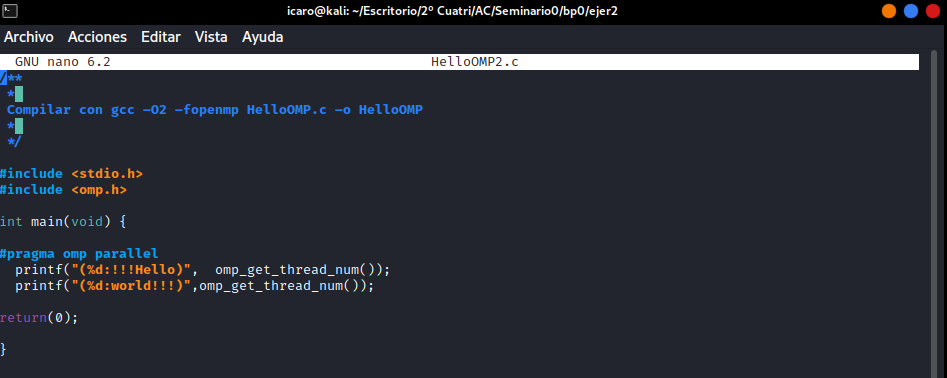 icaro@kali: ~/Escritorio/2º Cuatri/AC/Seminario0/bp0/ejer2
Archivo Acciones Editar Vista Ayuda
GNU nano 6.2 HelloOMP2.c
/**
 *
 Compilar con gcc -O2 -fopenmp HelloOMP.c -o HelloOMP
 *
 */

#include <stdio.h>
#include <omp.h>

int main(void) {

#pragma omp parallel
  printf("(%d:!!!Hello)",  omp_get_thread_num());
  printf("(%d:world!!!)",omp_get_thread_num());

return(0);

}